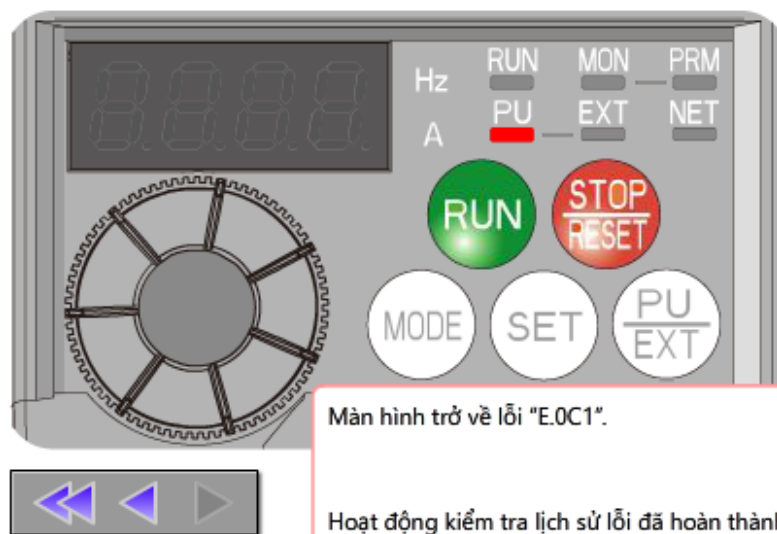 RUN MON PRM
Hz
PU EXT NET
A
RUN
STOP
RESET
MODE
SET
PU
EXT
Màn hình trở về lỗi “E.0C1”.
Hoạt động kiểm tra lịch sử lỗi đã hoàn